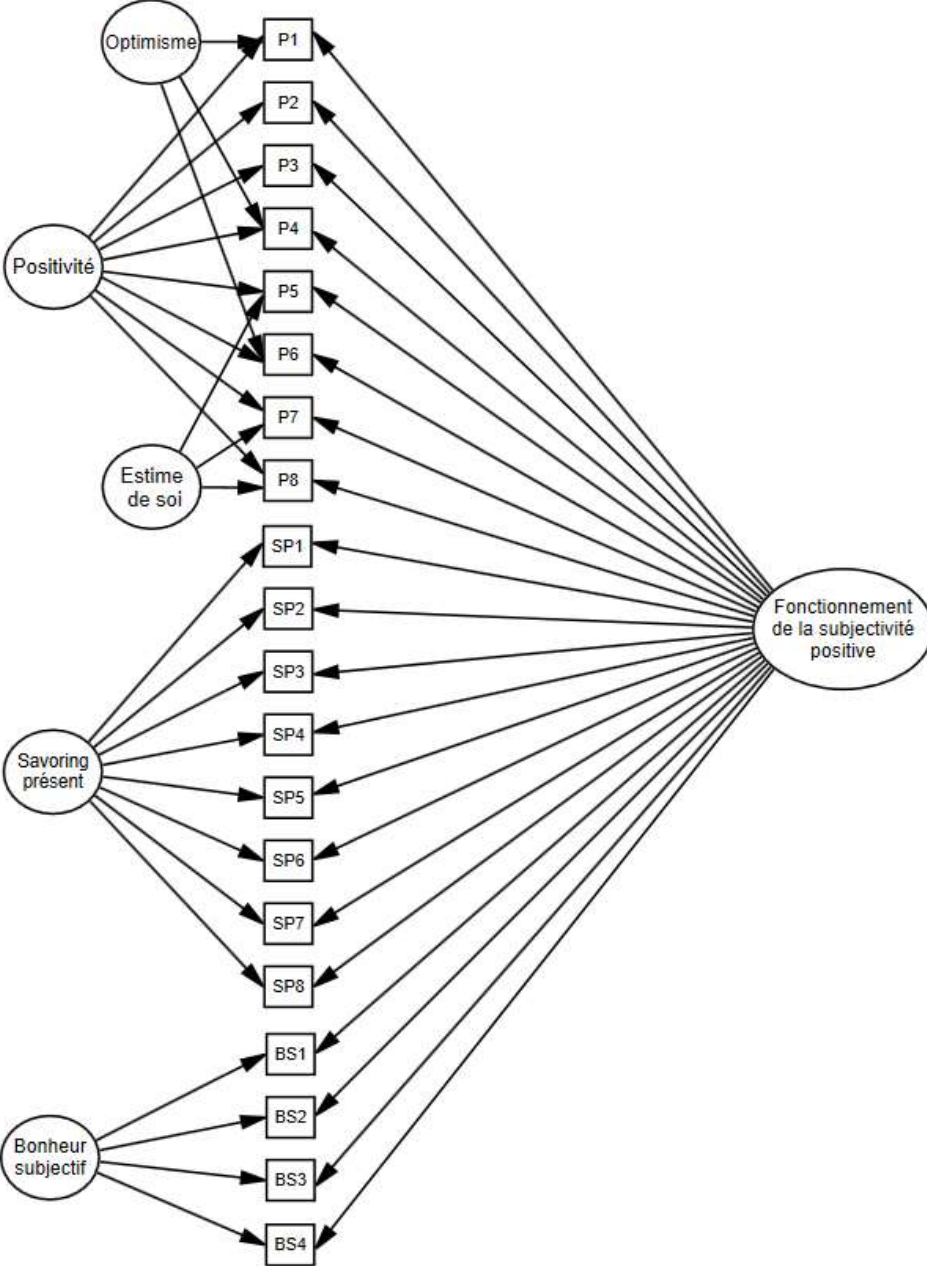 Optimisme
P1
P2
P3
P4
Positivité
P5
P6
P7
Estime
de soi
P8
SP1
SP2
SP3
SP4
Savoring
présent
SP5
SP6
SP7
SP8
BS1
BS2
Bonheur
subjectif
BS3
BS4
Fonctionnement
de la subjectivité
positive